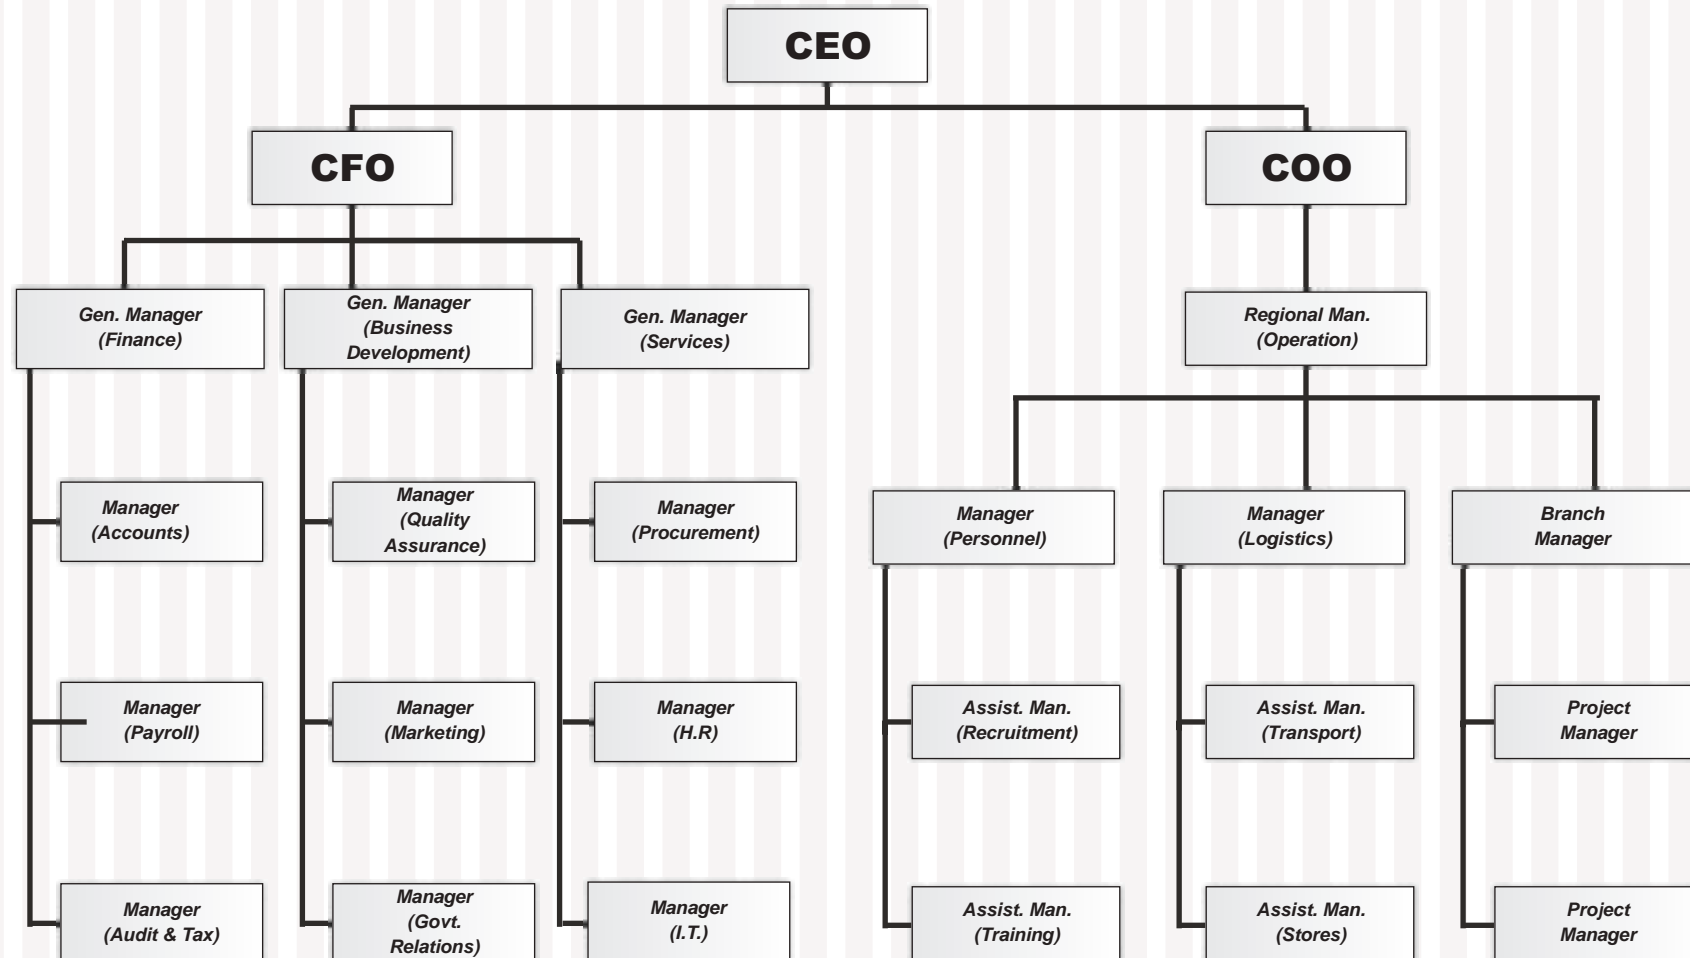 CEO
CFO
COO
Gen. Manager
(Finance)
Gen. Manager
(Business
Development)
Gen. Manager
(Services)
Regional Man.
(Operation)
Manager
(Accounts)
Manager
(Quality
Assurance)
Manager
(Procurement)
Manager
(Personnel)
Manager
(Logistics)
Branch
Manager
Manager
(Payroll)
Manager
(Marketing)
Manager
(H.R)
Assist. Man.
(Recruitment)
Assist. Man.
(Transport)
Project
Manager
Manager
(Audit & Tax)
Manager
(Govt.
Relations)
Manager
(I.T.)
Assist. Man.
(Training)
Assist. Man.
(Stores)
Project
Manager